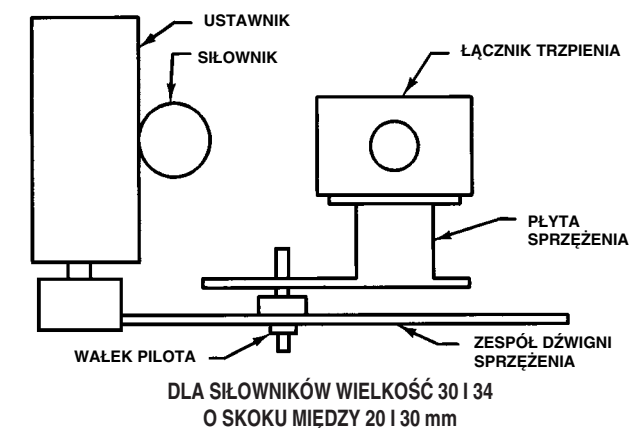 USTAWNIK
SIŁOWNIK
ŁĄCZNIK TRZPIENIA
PŁYTA
SPRZĘŻENIA
WAŁEK PILOTA
ZESPÓŁ DŹWIGNI
SPRZĘŻENIA
DLA SIŁOWNIKÓW WIELKOŚĆ 30 I 34
O SKOKU MIĘDZY 20 I 30 mm